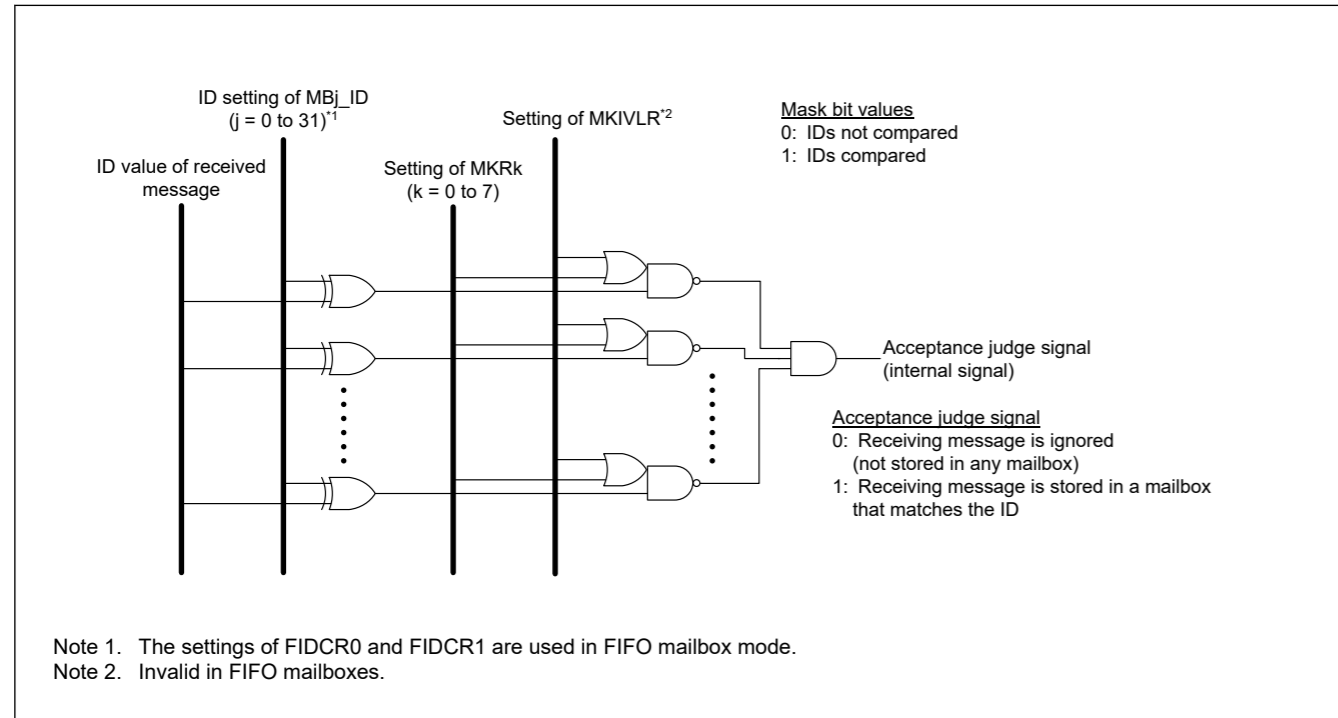 ID setting of MBj_ID
(j = 0 to 31)*1
Setting of MKIVLR*2
Mask bit values
0: IDs not compared
1: IDs compared
ID value of received
message
Setting of MKRk
(k = 0 to 7)
Acceptance judge signal
(internal signal)
Acceptance judge signal
0: Receiving message is ignored
(not stored in any mailbox)
1: Receiving message is stored in a mailbox
that matches the ID
Note 1. The settings of FIDCR0 and FIDCR1 are used in FIFO mailbox mode.
Note 2. Invalid in FIFO mailboxes.